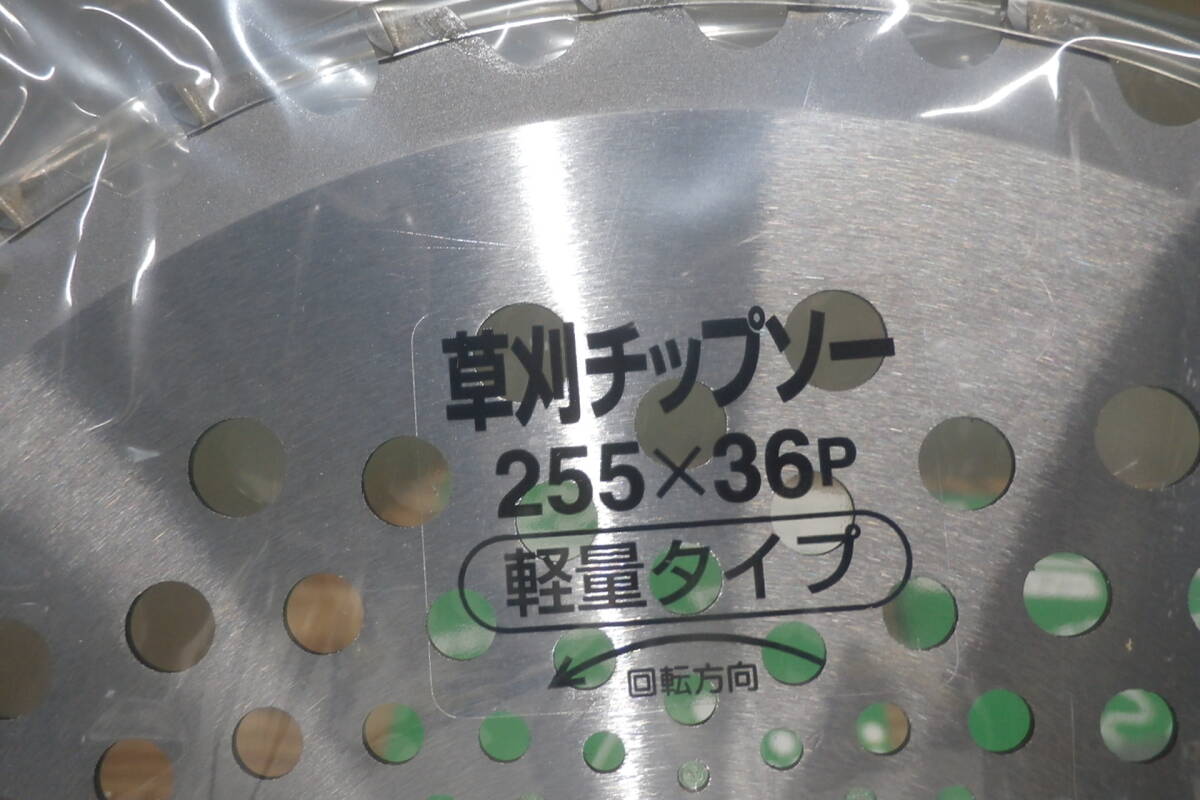 草刈チップソー
255×36P
軽量タイプ
回転方向